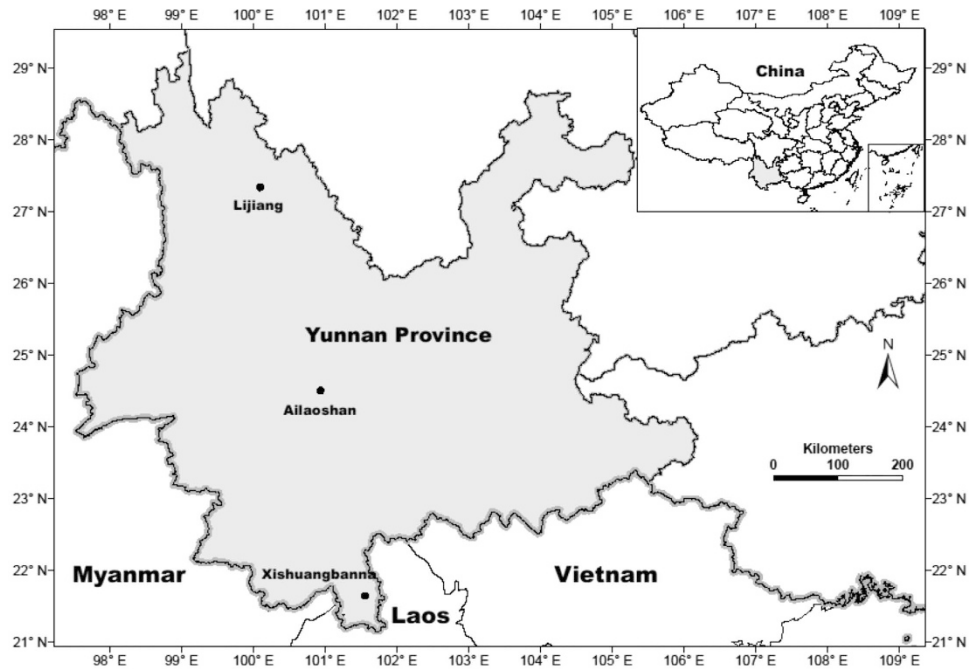 98° E 99° E 100° E 101° E 102° E 103° E 104° E 105° E 106° E 107° E 108° E 109° E
29° N 29° N
China
28° N 28° N
27° N 27° N
Lijiang
26° N 26° N
Yunnan Province
25° N 25° N
N
Ailaoshan
24° N 24° N
Kilometers
0 100 200
23° N 23° N
22° N 22° N
Myanmar
Xishuangbanna
Vietnam
Laos
21° N 21° N
98° E 99° E 100° E 101° E 102° E 103° E 104° E 105° E 106° E 107° E 108° E 109° E